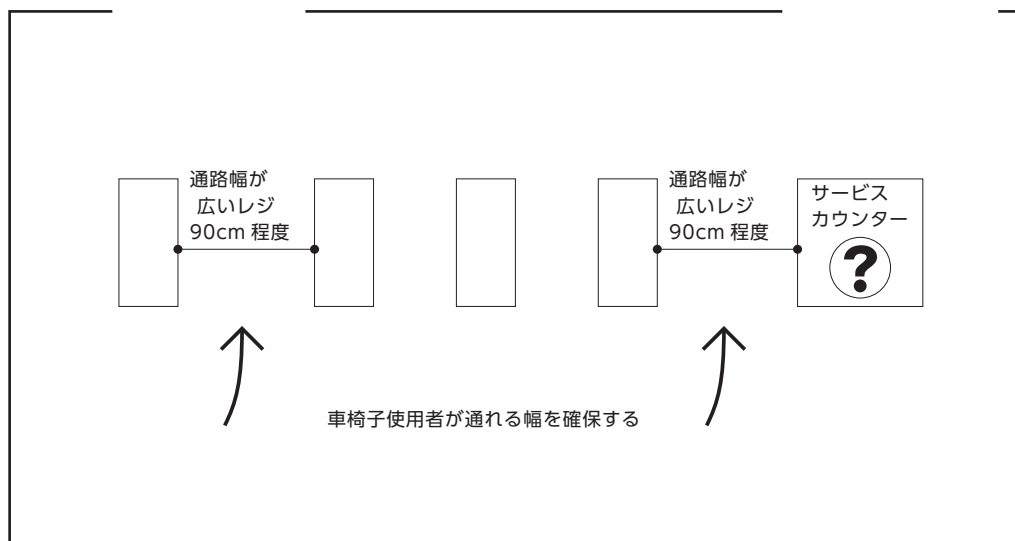 通路幅が
広いレジ
90cm 程度
通路幅が
広いレジ
90cm 程度
サービス
カウンター
?
車椅子使用者が通れる幅を確保する